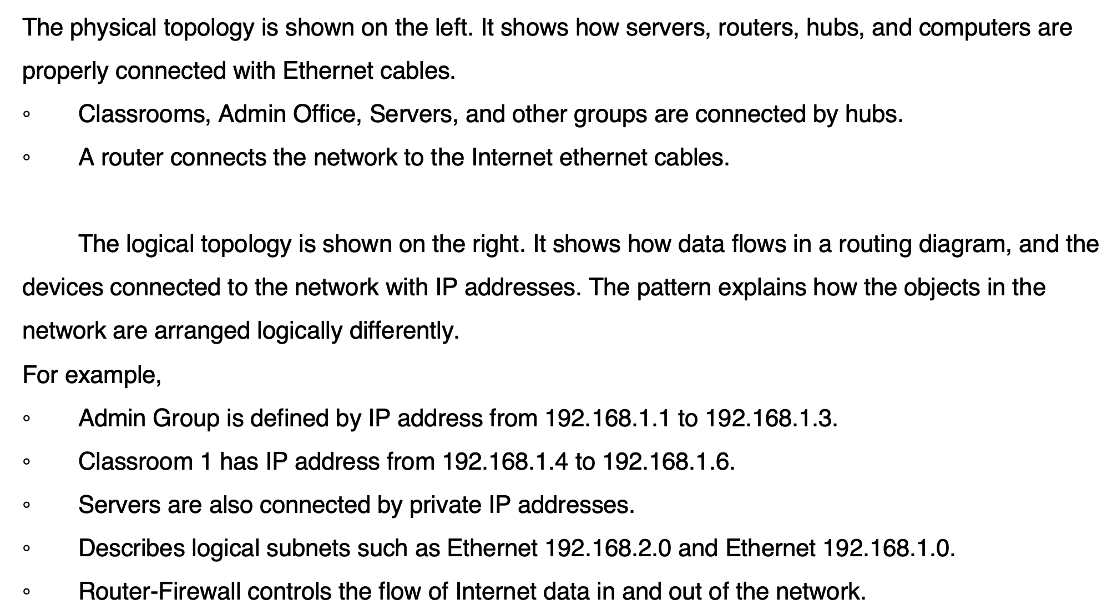 The physical topology is shown on the left. It shows how servers, routers, hubs, and computers are
properly connected with Ethernet cables.
◦ Classrooms, Admin Office, Servers, and other groups are connected by hubs.
◦ A router connects the network to the Internet ethernet cables.
The logical topology is shown on the right. It shows how data flows in a routing diagram, and the
devices connected to the network with IP addresses. The pattern explains how the objects in the
network are arranged logically differently.
For example,
◦ Admin Group is defined by IP address from 192.168.1.1 to 192.168.1.3.
◦ Classroom 1 has IP address from 192.168.1.4 to 192.168.1.6.
◦ Servers are also connected by private IP addresses.
◦ Describes logical subnets such as Ethernet 192.168.2.0 and Ethernet 192.168.1.0.
◦ Router-Firewall controls the flow of Internet data in and out of the network.